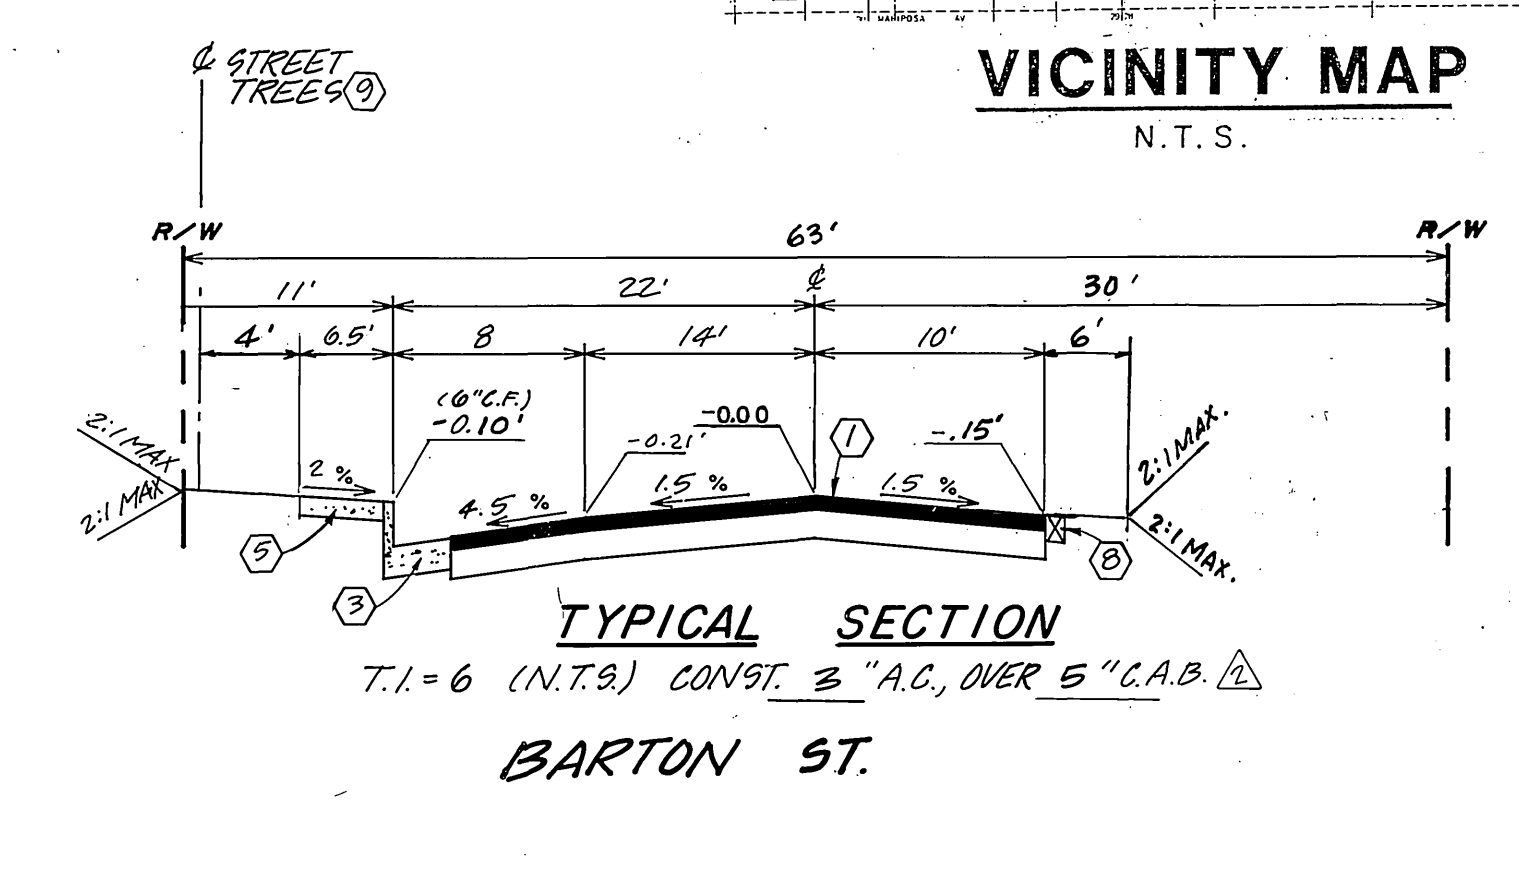 MARIPOSA AV
29TH
VICINITY MAP
N.T.S.
℄ STREET
TREES 9
R/W
63'
R/W
11'
22'
℄
30'
4'
6.5'
8
14'
10'
6'
(6"C.F.)
-0.10'
-0.21'
-0.00
1
-.15'
2:1 MAX
2:1 MAX
2 %
4.5 %
1.5 %
1.5 %
2:1 MAX.
2:1 MAX.
5
3
8
TYPICAL SECTION
T.I. = 6 (N.T.S.) CONST. 3 "A.C., OVER 5 "C.A.B. 2
BARTON ST.